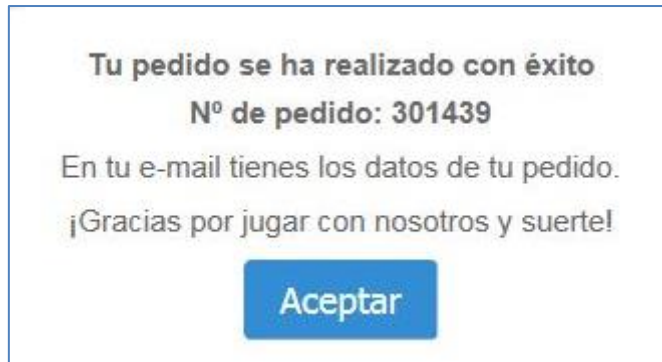 Tu pedido se ha realizado con éxito
Nº de pedido: 301439
En tu e-mail tienes los datos de tu pedido.
¡Gracias por jugar con nosotros y suerte!
Aceptar